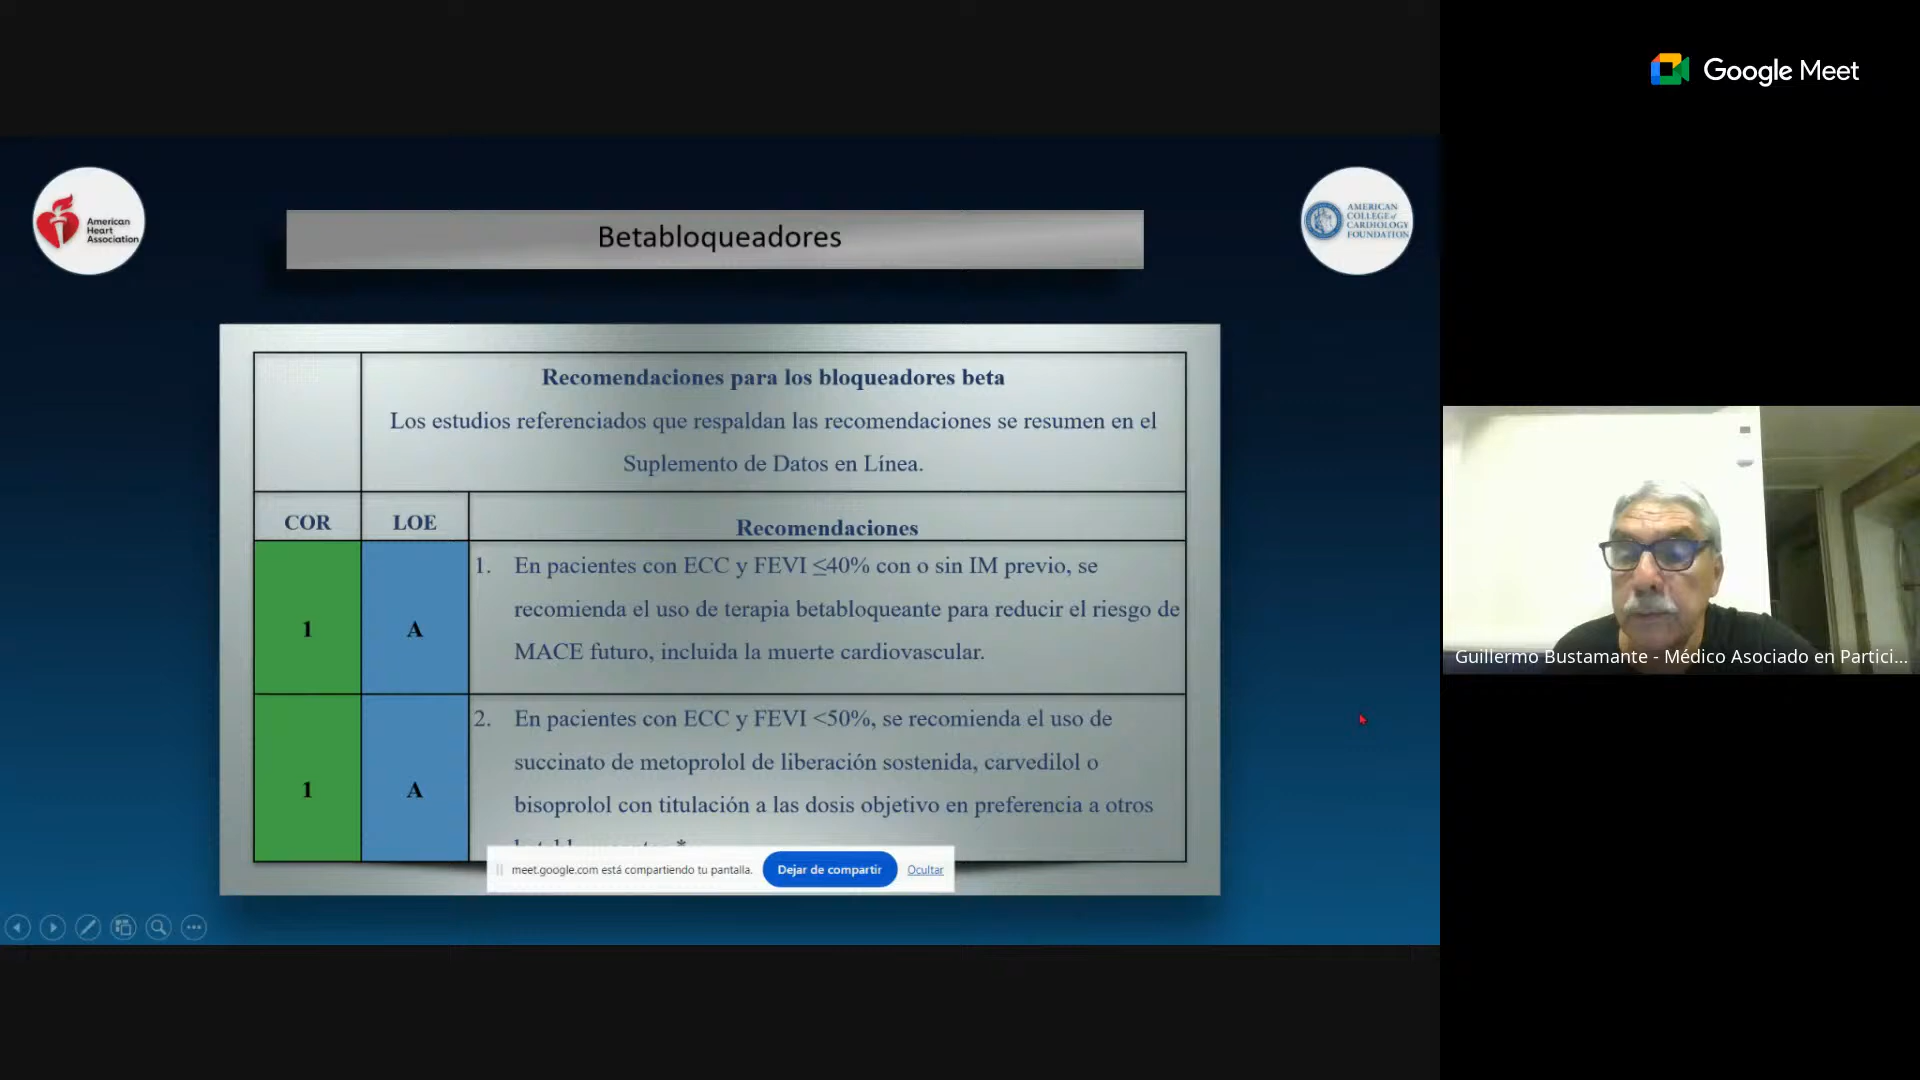 Google Meet
American
Heart
Association
AMERICAN
COLLEGE of
CARDIOLOGY
FOUNDATION
Betabloqueadores
Recomendaciones para los bloqueadores beta
Los estudios referenciados que respaldan las recomendaciones se resumen en el
Suplemento de Datos en Línea.
COR
LOE
Recomendaciones
1
A
1. En pacientes con ECC y FEVI ≤40% con o sin IM previo, se
recomienda el uso de terapia betabloqueante para reducir el riesgo de
MACE futuro, incluida la muerte cardiovascular.
1
A
2. En pacientes con ECC y FEVI <50%, se recomienda el uso de
succinato de metoprolol de liberación sostenida, carvedilol o
bisoprolol con titulación a las dosis objetivo en preferencia a otros
meet.google.com está compartiendo tu pantalla.
Dejar de compartir
Ocultar
Guillermo Bustamante - Médico Asociado en Partici...